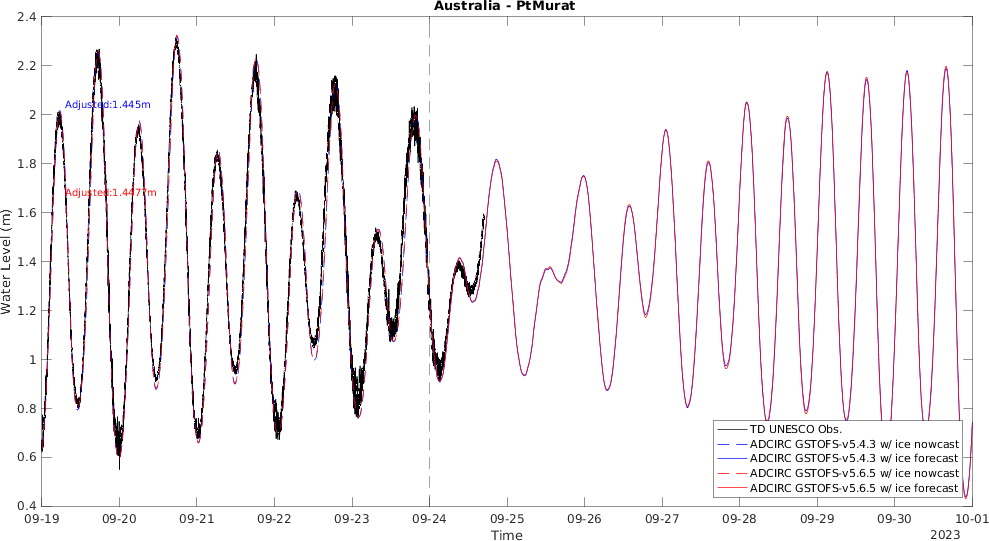 Australia - PtMurat
2.4
2.2
2
1.8
1.6
1.4
1.2
1
0.8
0.6
0.4
Water Level (m)
Adjusted:1.445m
Adjusted:1.4477m
TD UNESCO Obs.
ADCIRC GSTOFS-v5.4.3 w/ ice nowcast
ADCIRC GSTOFS-v5.4.3 w/ ice forecast
ADCIRC GSTOFS-v5.6.5 w/ ice nowcast
ADCIRC GSTOFS-v5.6.5 w/ ice forecast
09-19 09-20 09-21 09-22 09-23 09-24 09-25 09-26 09-27 09-28 09-29 09-30 10-01
Time
2023